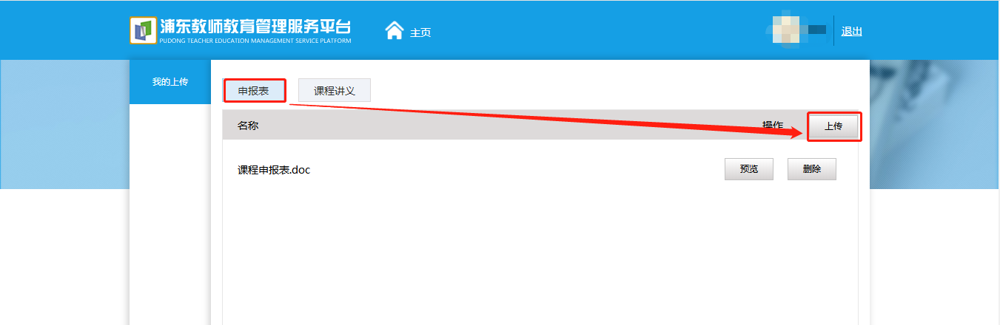 浦东教师教育管理服务平台
PUDONG TEACHER EDUCATION MANAGEMENT SERVICE PLATFORM
主页
退出
我的上传
申报表
课程讲义
名称
操作
上传
课程申报表.doc
预览
删除